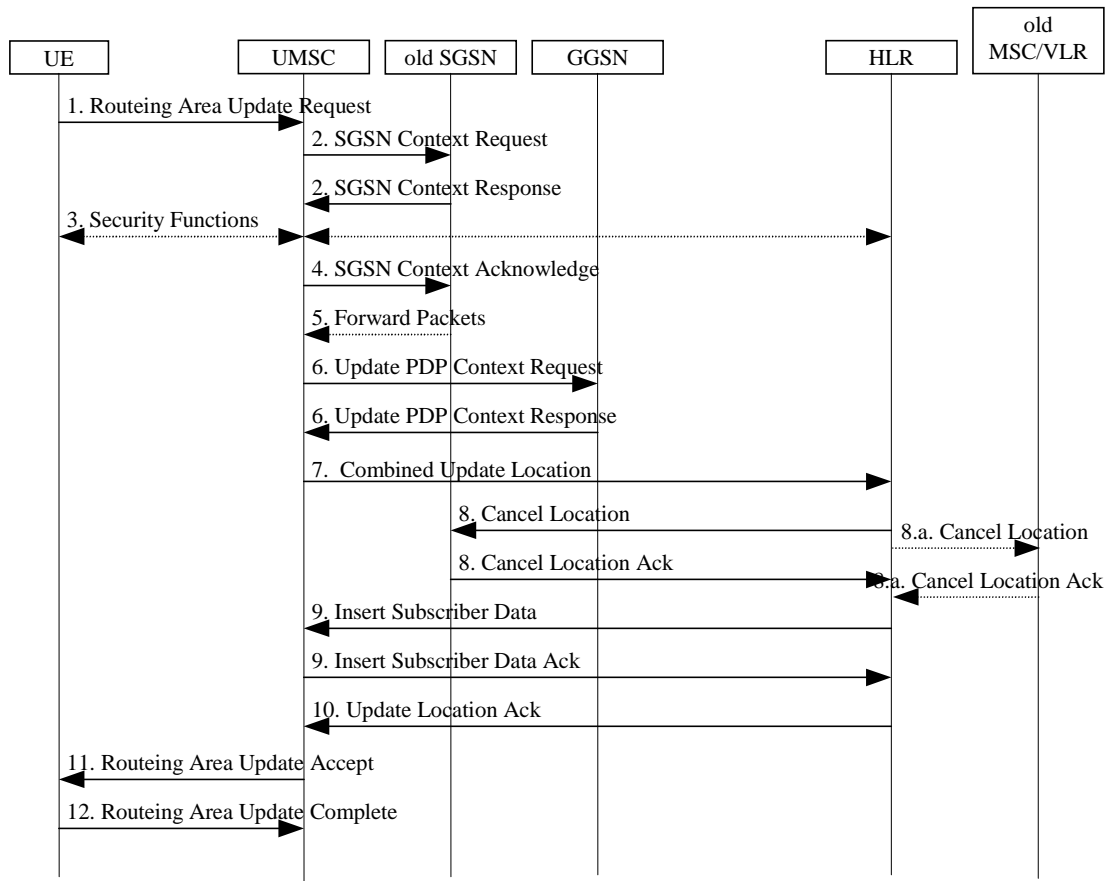 old
MSC/VLR
UE
UMSC
old SGSN
GGSN
HLR
1. Routeing Area Update Request
2. SGSN Context Request
2. SGSN Context Response
3. Security Functions
4. SGSN Context Acknowledge
5. Forward Packets
6. Update PDP Context Request
6. Update PDP Context Response
7. Combined Update Location
8. Cancel Location
8.a. Cancel Location
8. Cancel Location Ack
8.a. Cancel Location Ack
9. Insert Subscriber Data
9. Insert Subscriber Data Ack
10. Update Location Ack
11. Routeing Area Update Accept
12. Routeing Area Update Complete